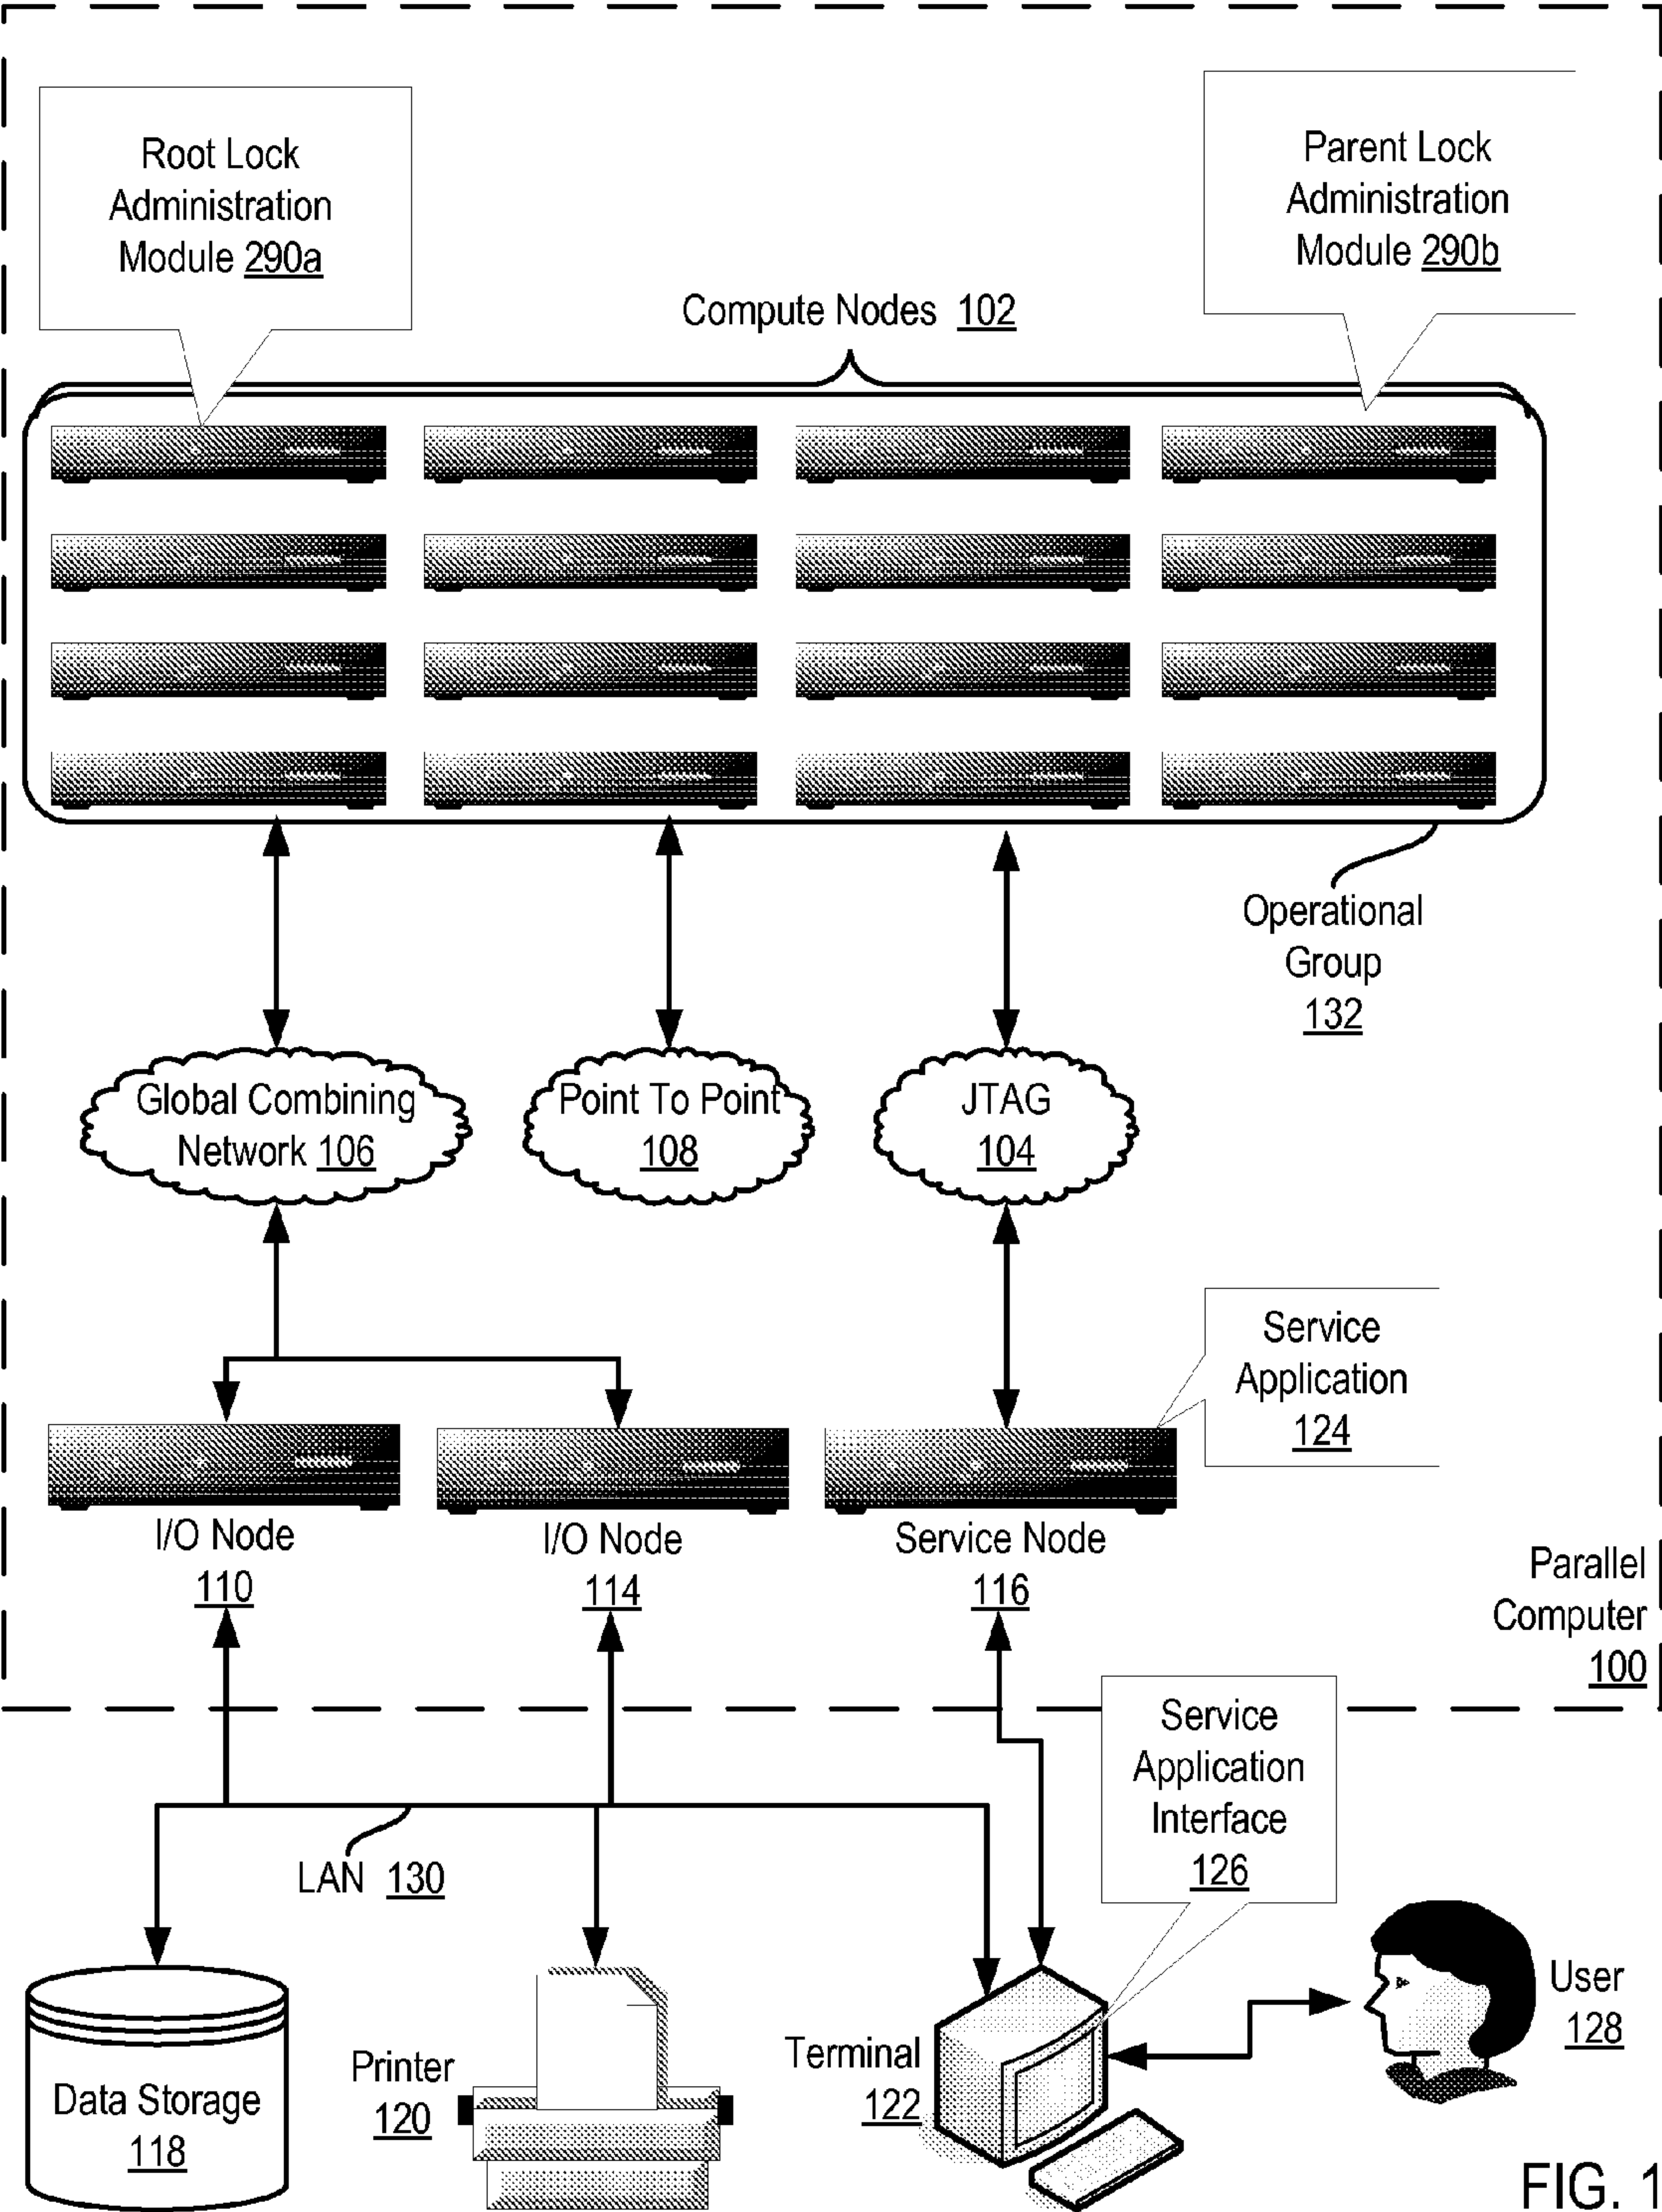 Root Lock
Administration
Module 290a
Parent Lock
Administration
Module 290b
Compute Nodes 102
Operational
Group
132
Global Combining
Network 106
Point To Point
108
JTAG
104
Service
Application
124
I/O Node
110
I/O Node
114
Service Node
116
Parallel
Computer
100
Service
Application
Interface
126
LAN 130
Data Storage
118
Printer
120
Terminal
122
User
128
FIG. 1